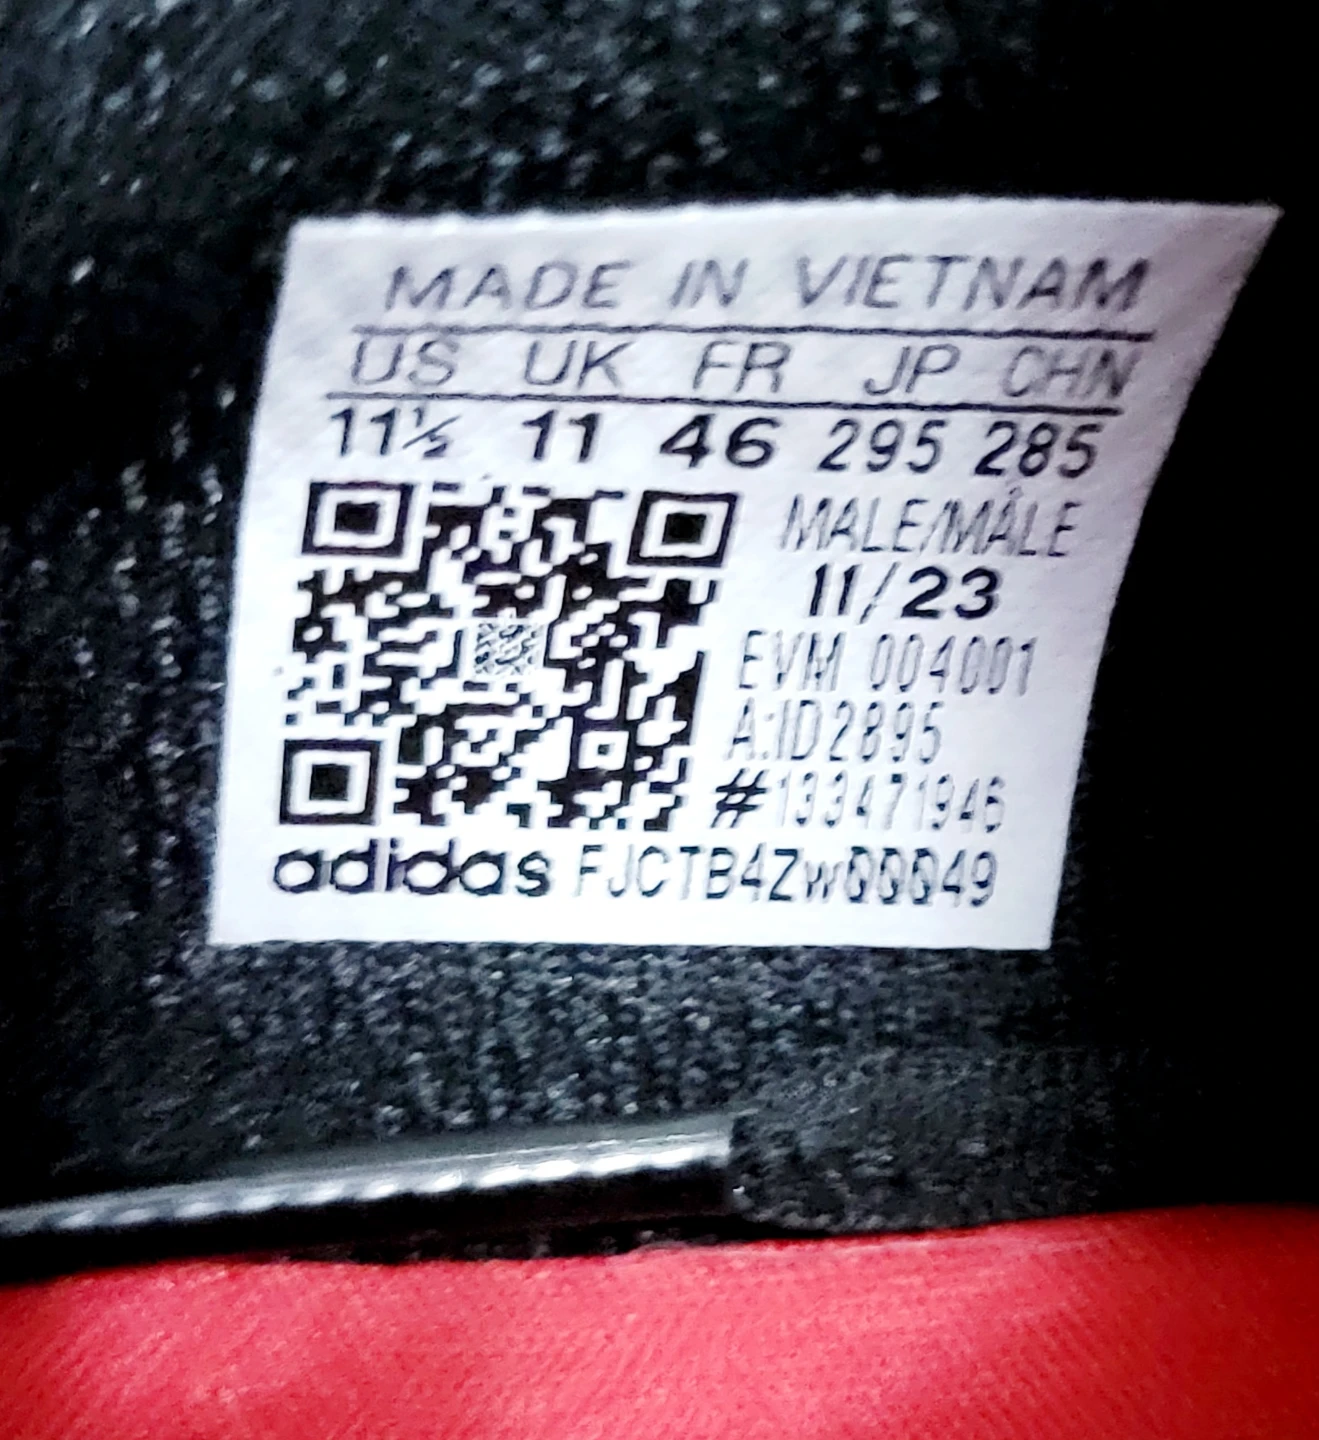 MADE IN VIETNAM
US UK FR JP CHN
11½ 11 46 295 285
MALE/MÂLE
11/23
EVM 004001
A:ID2895
#133471946
adidas FJCTB4Zw00049